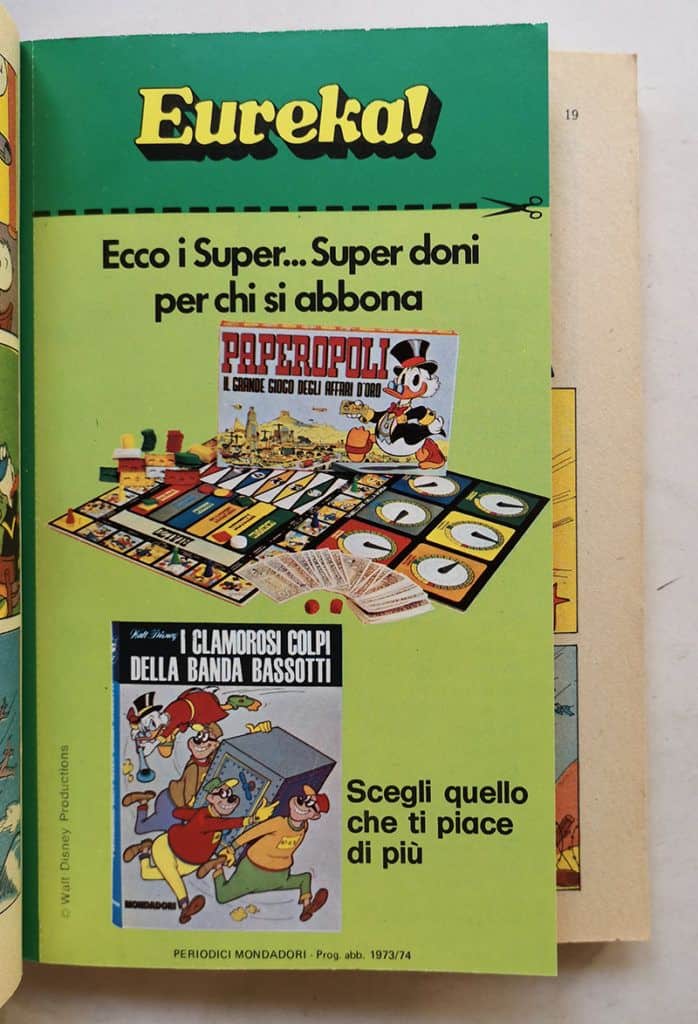 Eureka!
19
Ecco i Super... Super doni
per chi si abbona
PAPEROPOLI
IL GRANDE GIOCO DEGLI AFFARI D'ORO
Walt Disney
I CLAMOROSI COLPI
DELLA BANDA BASSOTTI
MONDADORI
Scegli quello
che ti piace
di più
© Walt Disney Productions
PERIODICI MONDADORI - Prog. abb. 1973/74